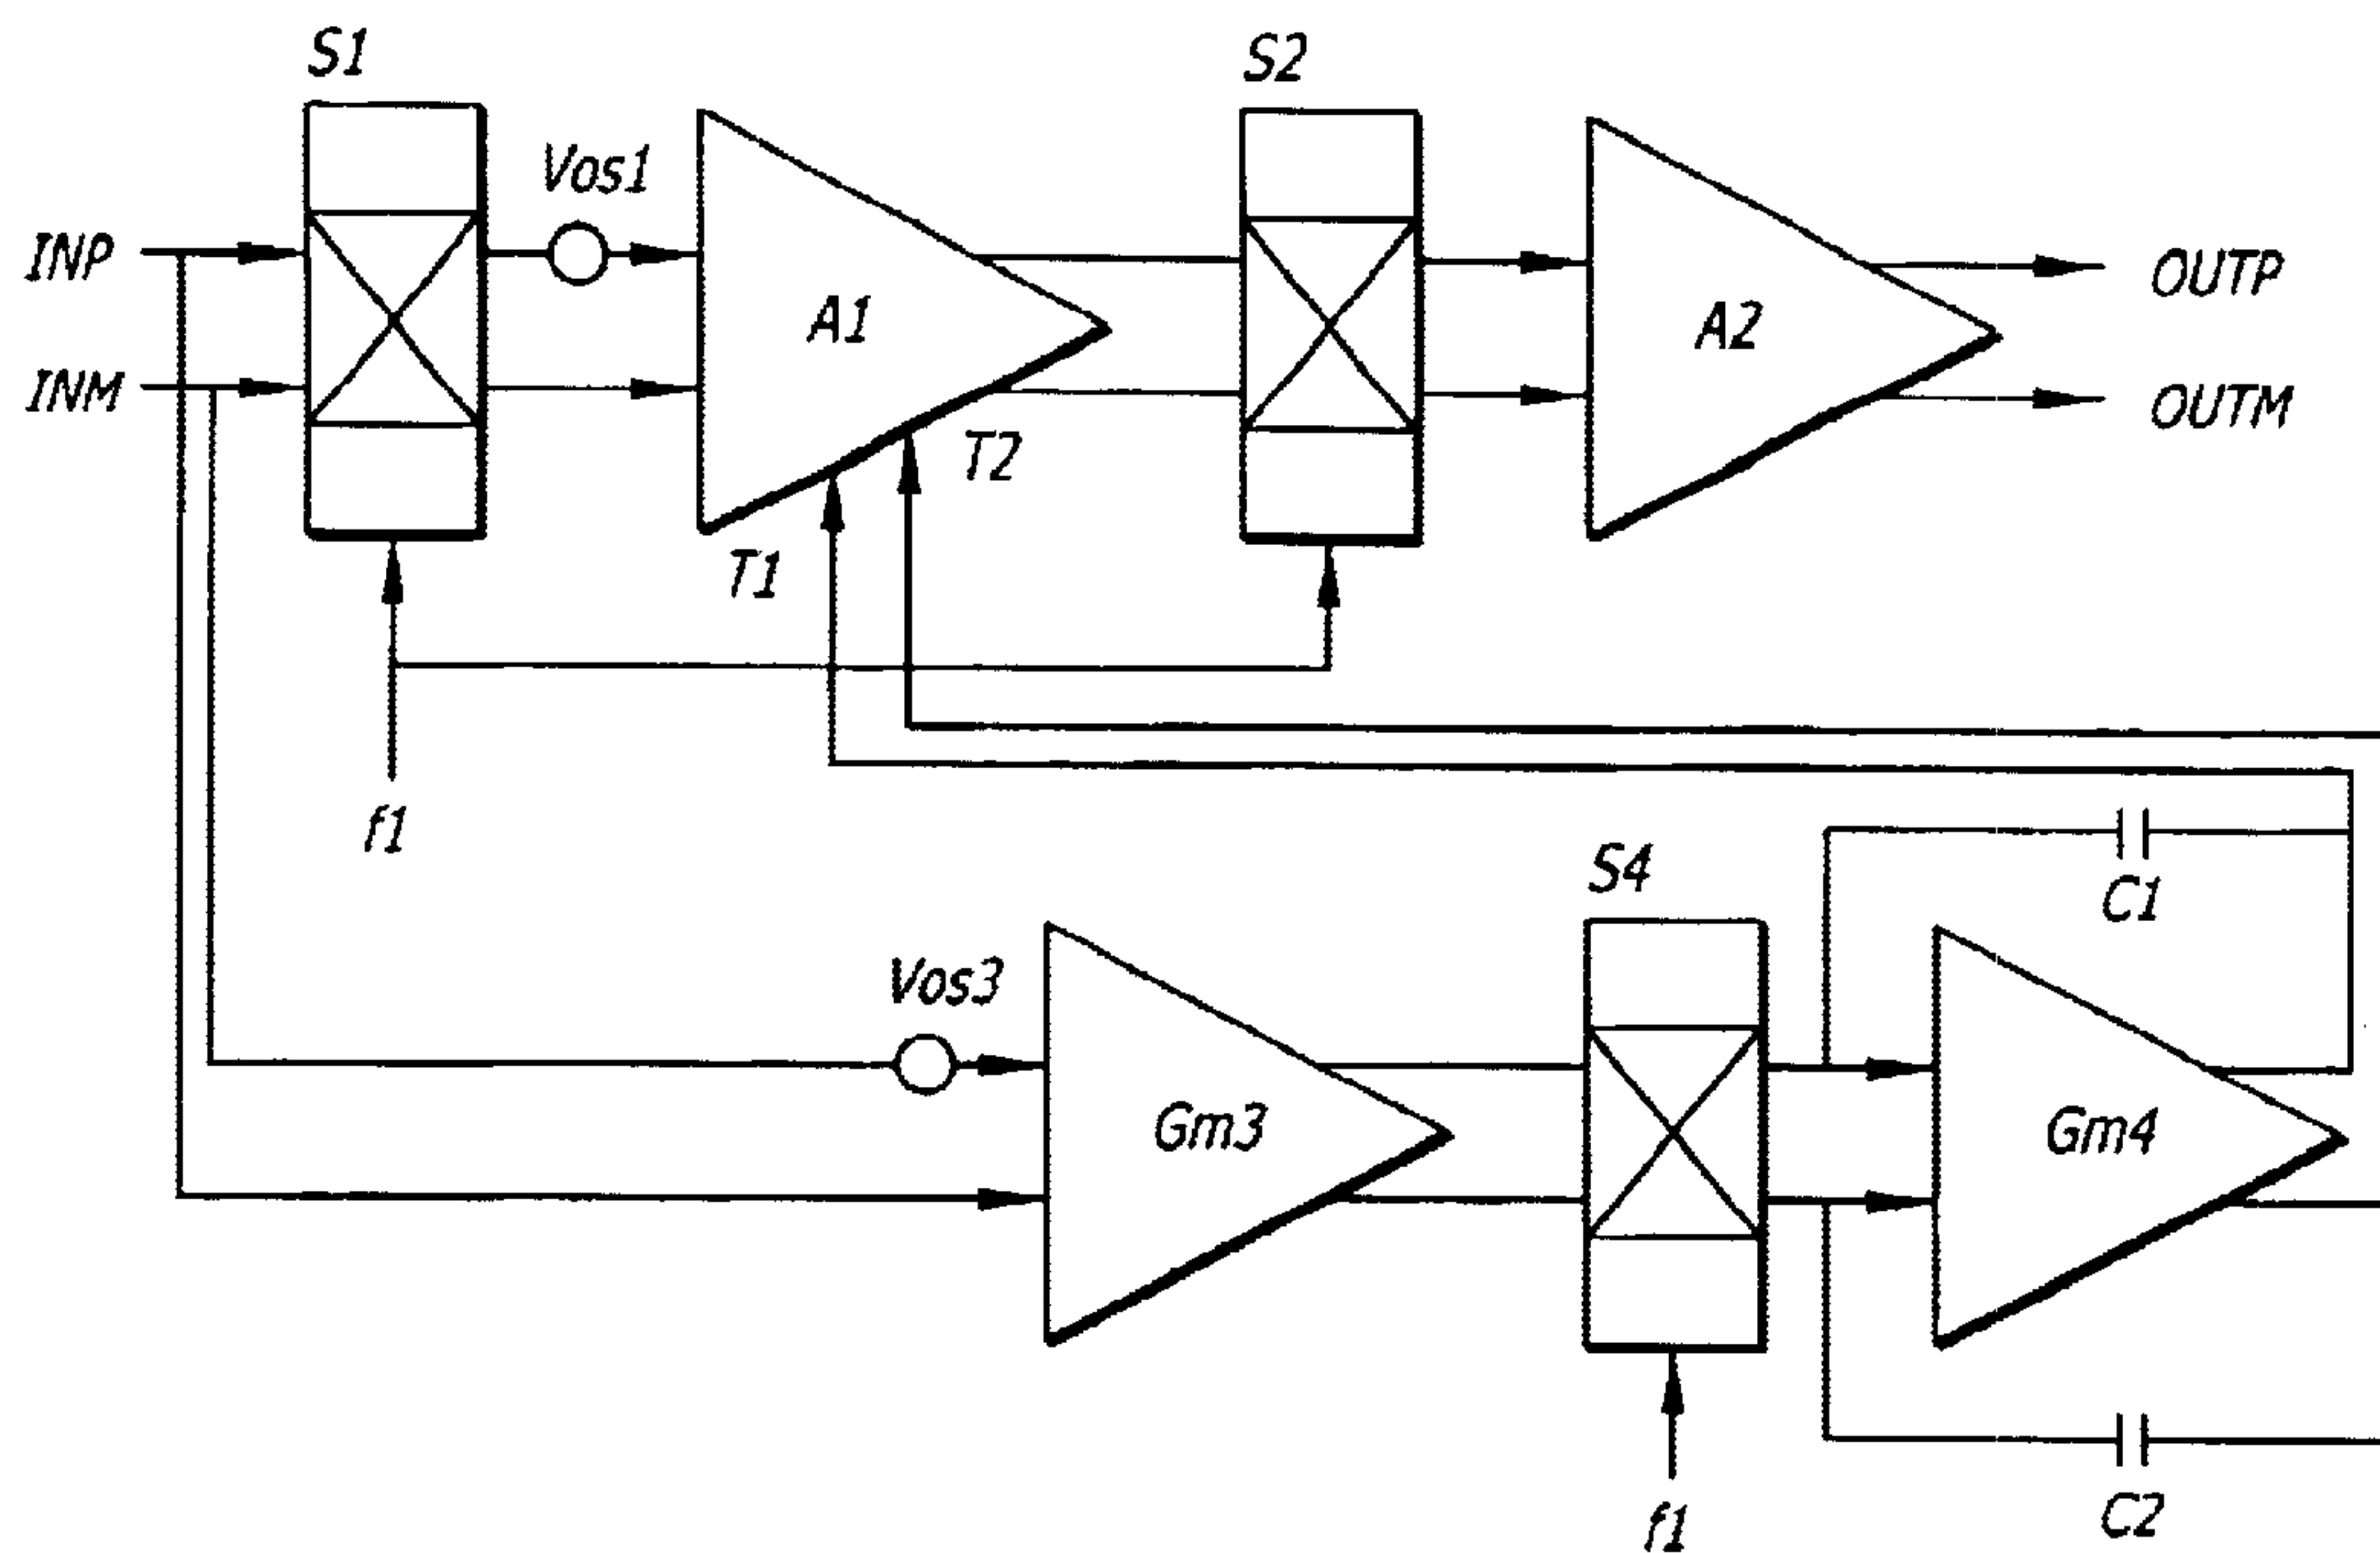 S1
S2
Vos1
INP
A1
A2
OUTP
INM
OUTM
T2
T1
f1
S4
C1
Vos3
Gm3
Gm4
f1
C2